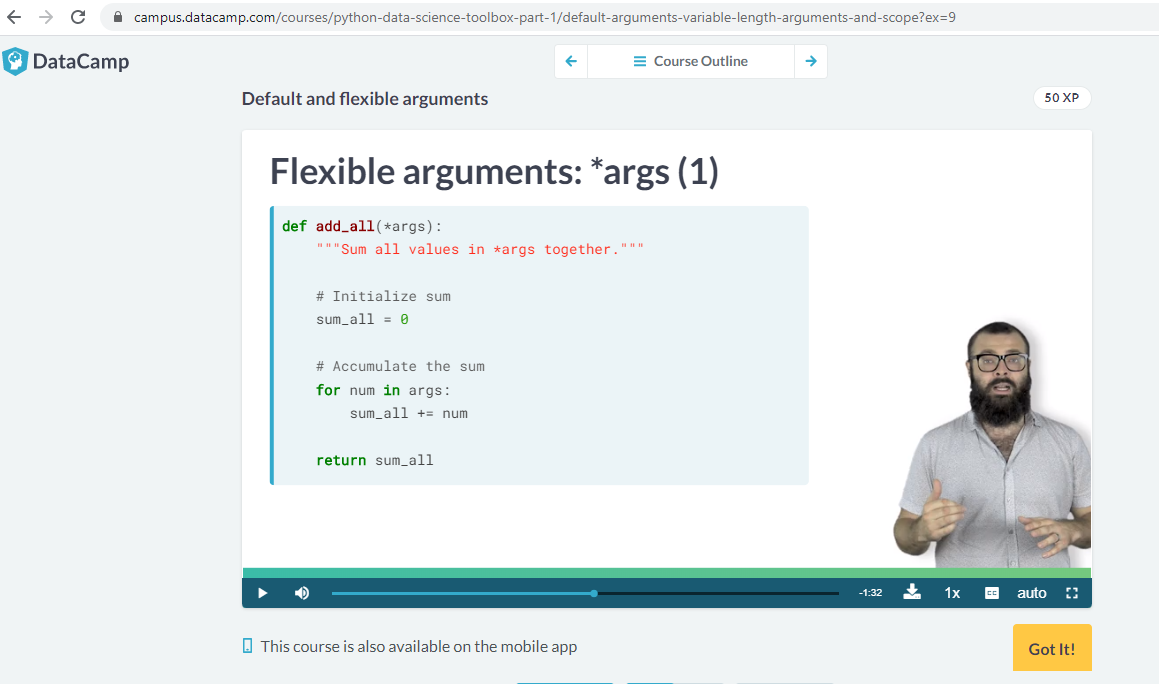 campus.datacamp.com/courses/python-data-science-toolbox-part-1/default-arguments-variable-length-arguments-and-scope?ex=9
DataCamp
Course Outline
Default and flexible arguments
50 XP
Flexible arguments: *args (1)
def add_all(*args):
"""Sum all values in *args together."""
# Initialize sum
sum_all = 0
# Accumulate the sum
for num in args:
sum_all += num
return sum_all
-1:32
1x
CC
auto
This course is also available on the mobile app
Got It!